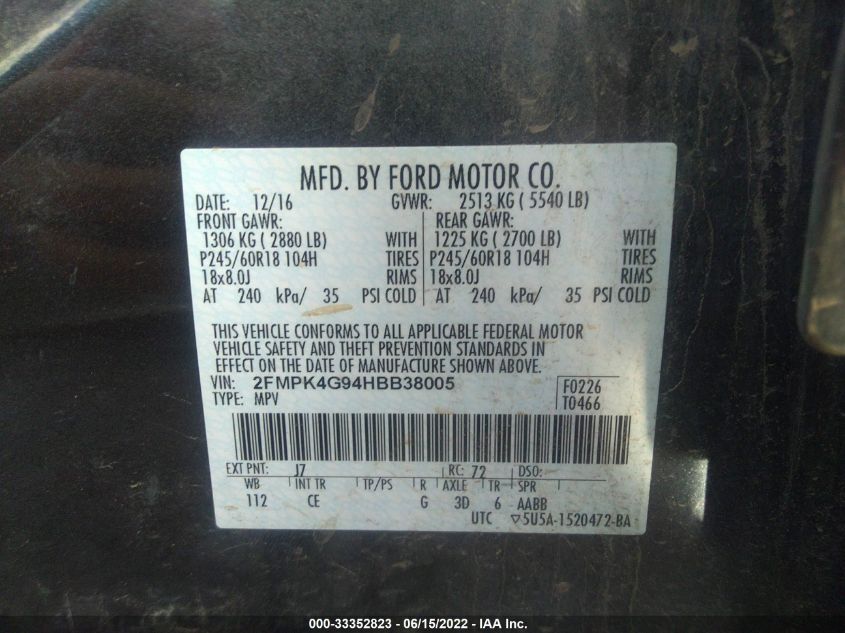 MFD. BY FORD MOTOR CO.
DATE: 12/16 GVWR: 2513 KG ( 5540 LB)
FRONT GAWR: REAR GAWR:
1306 KG ( 2880 LB) WITH 1225 KG ( 2700 LB) WITH
P245/60R18 104H TIRES P245/60R18 104H TIRES
18x8.0J RIMS 18x8.0J RIMS
AT 240 kPa/ 35 PSI COLD AT 240 kPa/ 35 PSI COLD
THIS VEHICLE CONFORMS TO ALL APPLICABLE FEDERAL MOTOR
VEHICLE SAFETY AND THEFT PREVENTION STANDARDS IN
EFFECT ON THE DATE OF MANUFACTURE SHOWN ABOVE.
VIN: 2FMPK4G94HBB38005 F0226
TYPE: MPV T0466
EXT PNT: J7 RC: 72 DSO:
WB INT TR TP/PS R AXLE TR SPR
112 CE G 3D 6 AABB
UTC ▽5U5A-1520472-BA
000-33352823 - 06/15/2022 - IAA Inc.